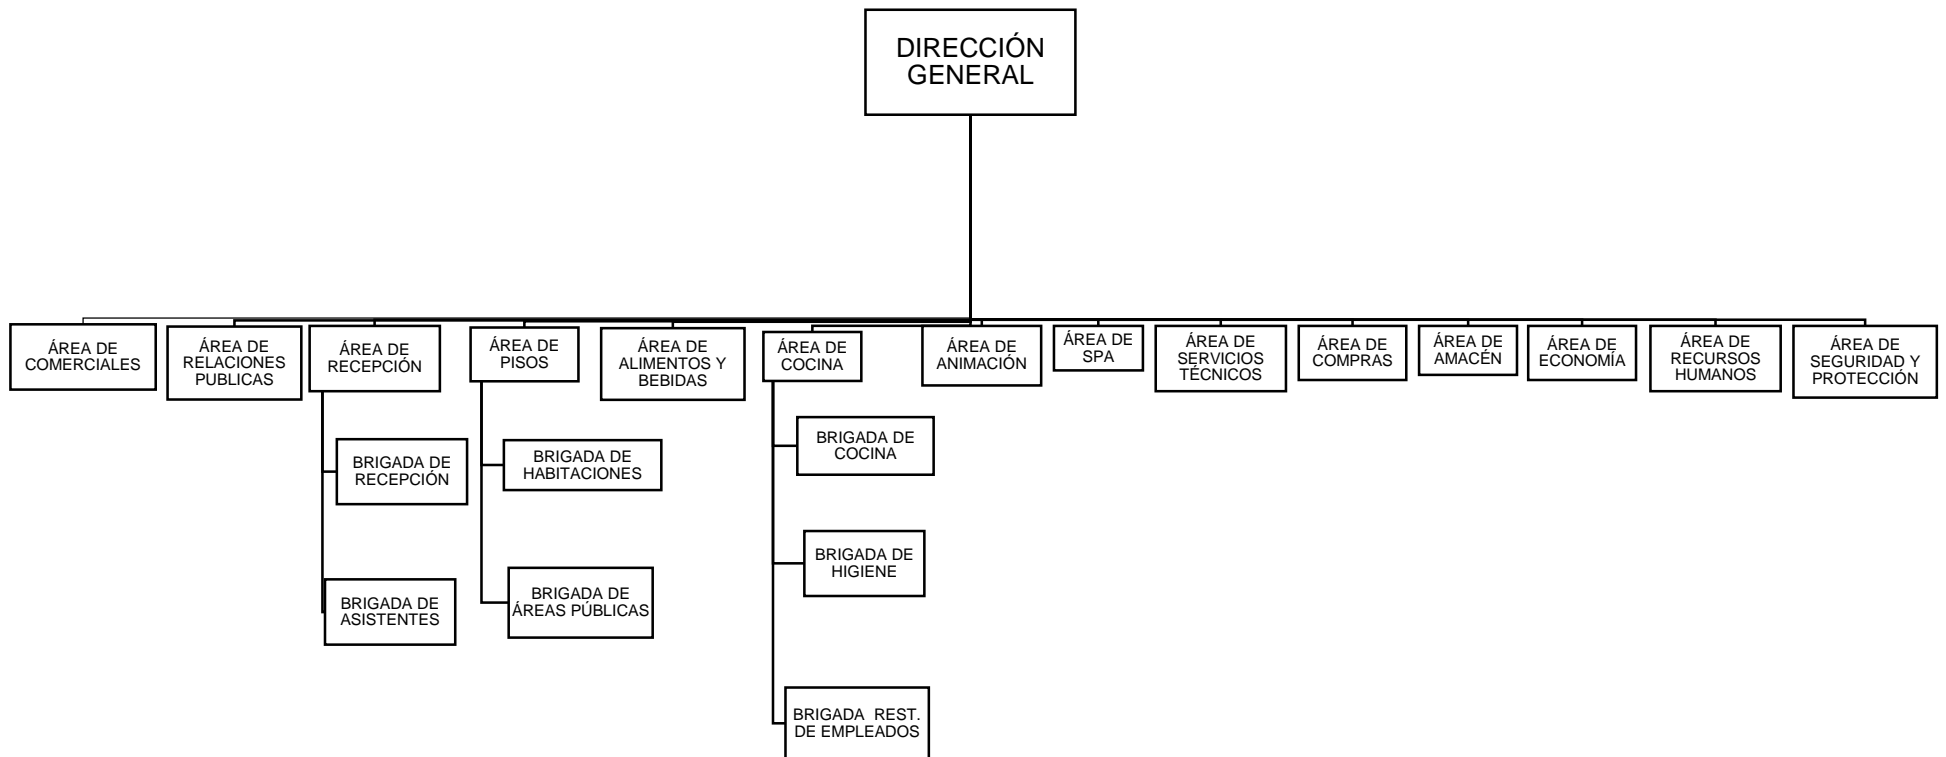 DIRECCIÓN
GENERAL
ÁREA DE
COMERCIALES
ÁREA DE
RELACIONES
PUBLICAS
ÁREA DE
RECEPCIÓN
ÁREA DE
PISOS
ÁREA DE
ALIMENTOS Y
BEBIDAS
ÁREA DE
COCINA
ÁREA DE
ANIMACIÓN
ÁREA DE
SPA
ÁREA DE
SERVICIOS
TÉCNICOS
ÁREA DE
COMPRAS
ÁREA DE
AMACÉN
ÁREA DE
ECONOMÍA
ÁREA DE
RECURSOS
HUMANOS
ÁREA DE
SEGURIDAD Y
PROTECCIÓN
BRIGADA DE
RECEPCIÓN
BRIGADA DE
ASISTENTES
BRIGADA DE
HABITACIONES
BRIGADA DE
ÁREAS PÚBLICAS
BRIGADA DE
COCINA
BRIGADA DE
HIGIENE
BRIGADA REST.
DE EMPLEADOS